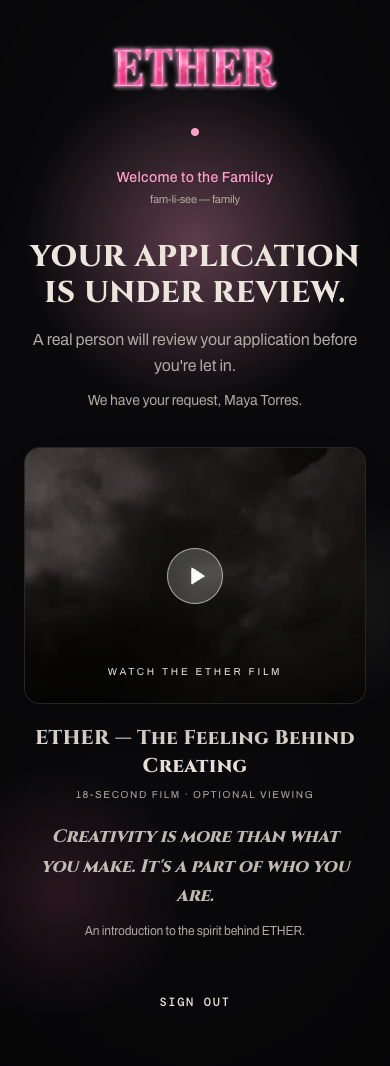 ETHER
Welcome to the Familcy
fam-li-see — family
YOUR APPLICATION
IS UNDER REVIEW.
A real person will review your application before
you're let in.
We have your request, Maya Torres.
WATCH THE ETHER FILM
ETHER — The Feeling Behind
Creating
18-SECOND FILM · OPTIONAL VIEWING
Creativity is more than what
you make. It's a part of who you
are.
An introduction to the spirit behind ETHER.
SIGN OUT